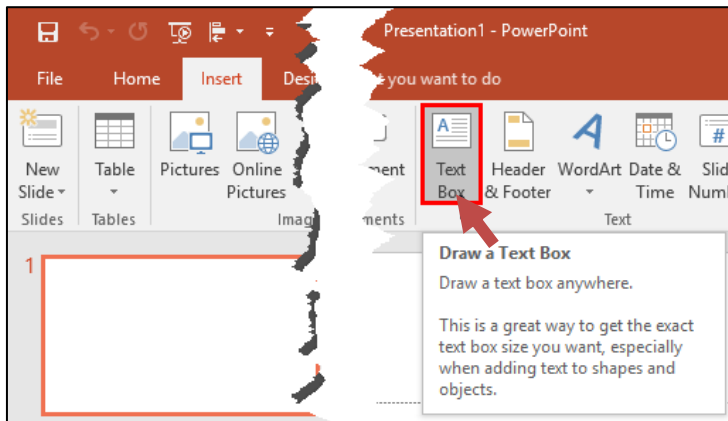 Presentation1 - PowerPoint
File Home Insert you want to do
New Slide Table Pictures Online Pictures Text Box Header & Footer WordArt Date & Time
Slides Tables Text
1
Draw a Text Box
Draw a text box anywhere.
This is a great way to get the exact
text box size you want, especially
when adding text to shapes and
objects.